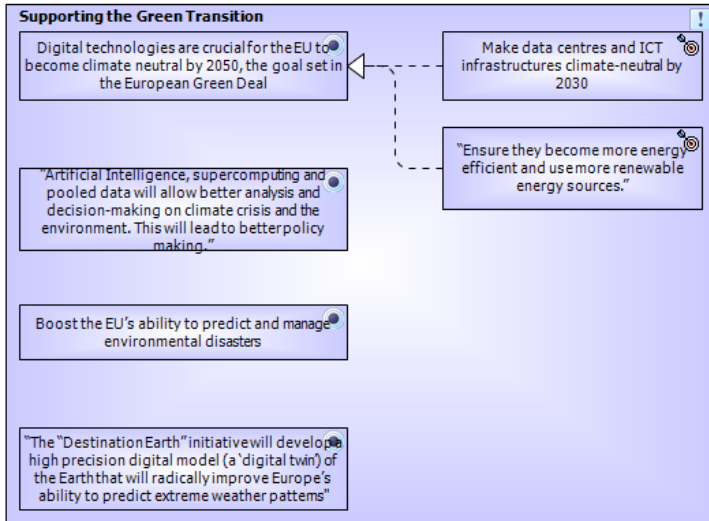 Supporting the Green Transition
!
Digital technologies are crucial for the EU to
become climate neutral by 2050, the goal set in
the European Green Deal
Make data centres and ICT
infrastructures climate-neutral by
2030
“Ensure they become more energy
efficient and use more renewable
energy sources.”
“Artificial Intelligence, supercomputing and
pooled data will allow better analysis and
decision-making on climate crisis and the
environment. This will lead to better policy
making.”
Boost the EU’s ability to predict and manage
environmental disasters
“The “Destination Earth” initiative will develop a
high precision digital model (a ‘digital twin’) of
the Earth that will radically improve Europe’s
ability to predict extreme weather patterns"